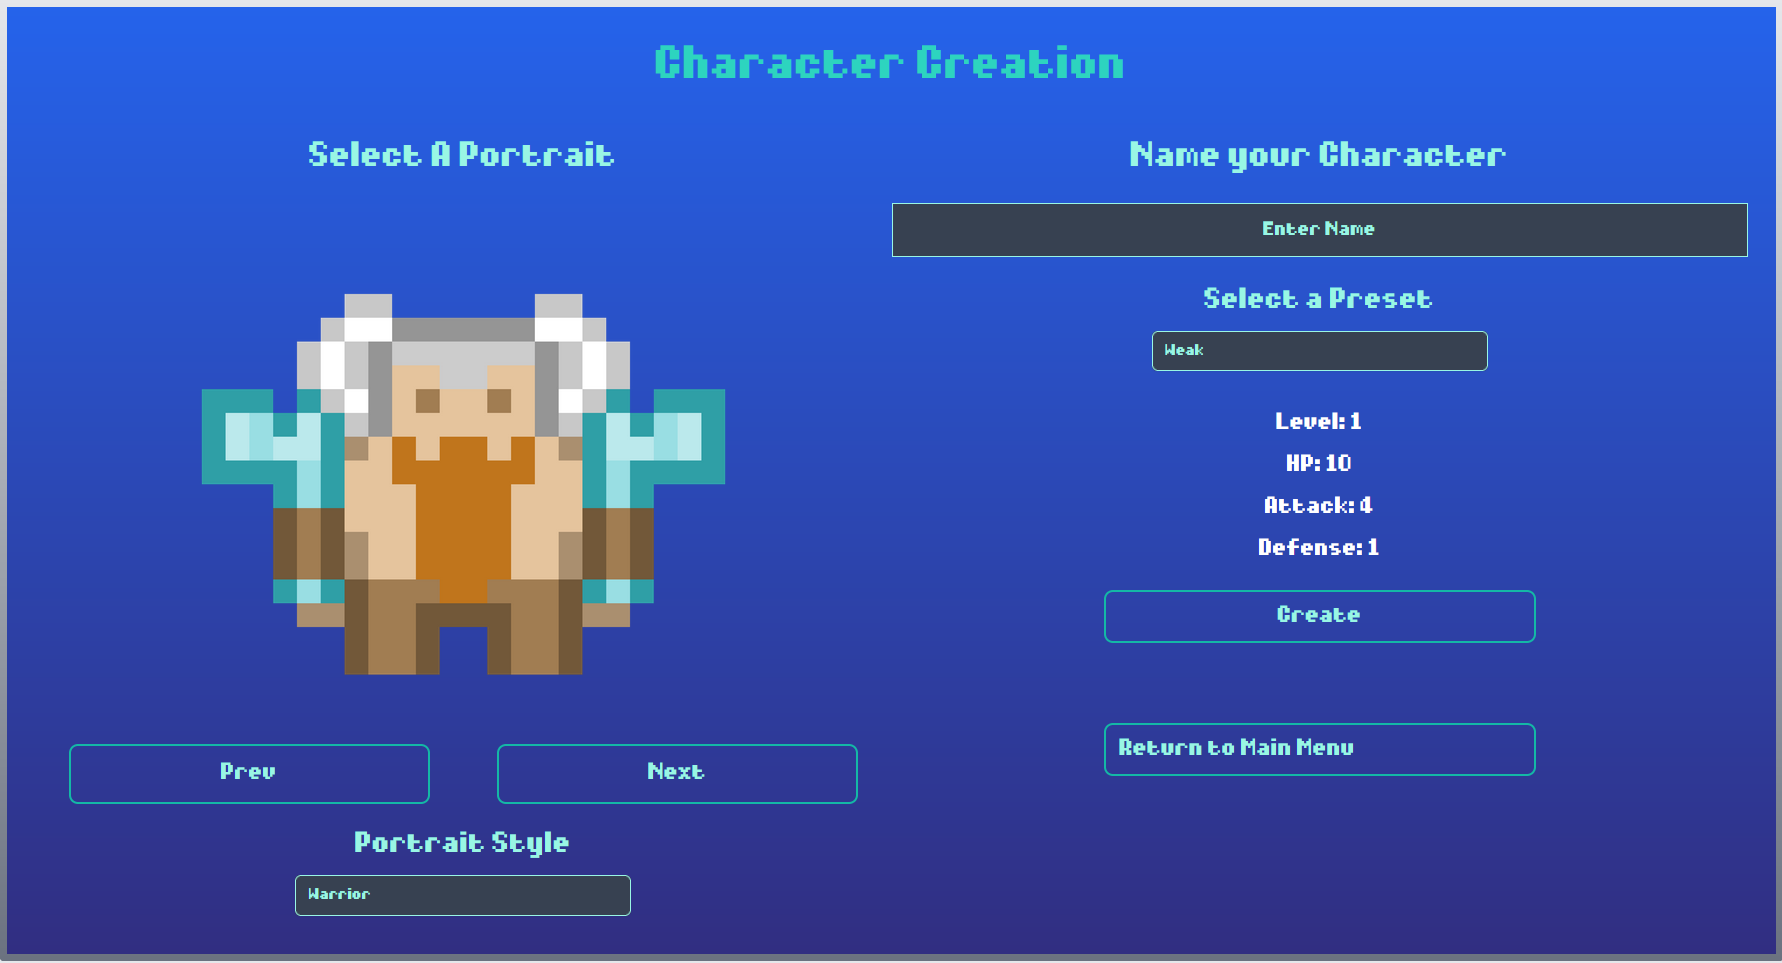 Character Creation
Select A Portrait
Prev
Next
Portrait Style
Warrior
Name your Character
Enter Name
Select a Preset
Weak
Level: 1
HP: 10
Attack: 4
Defense: 1
Create
Return to Main Menu